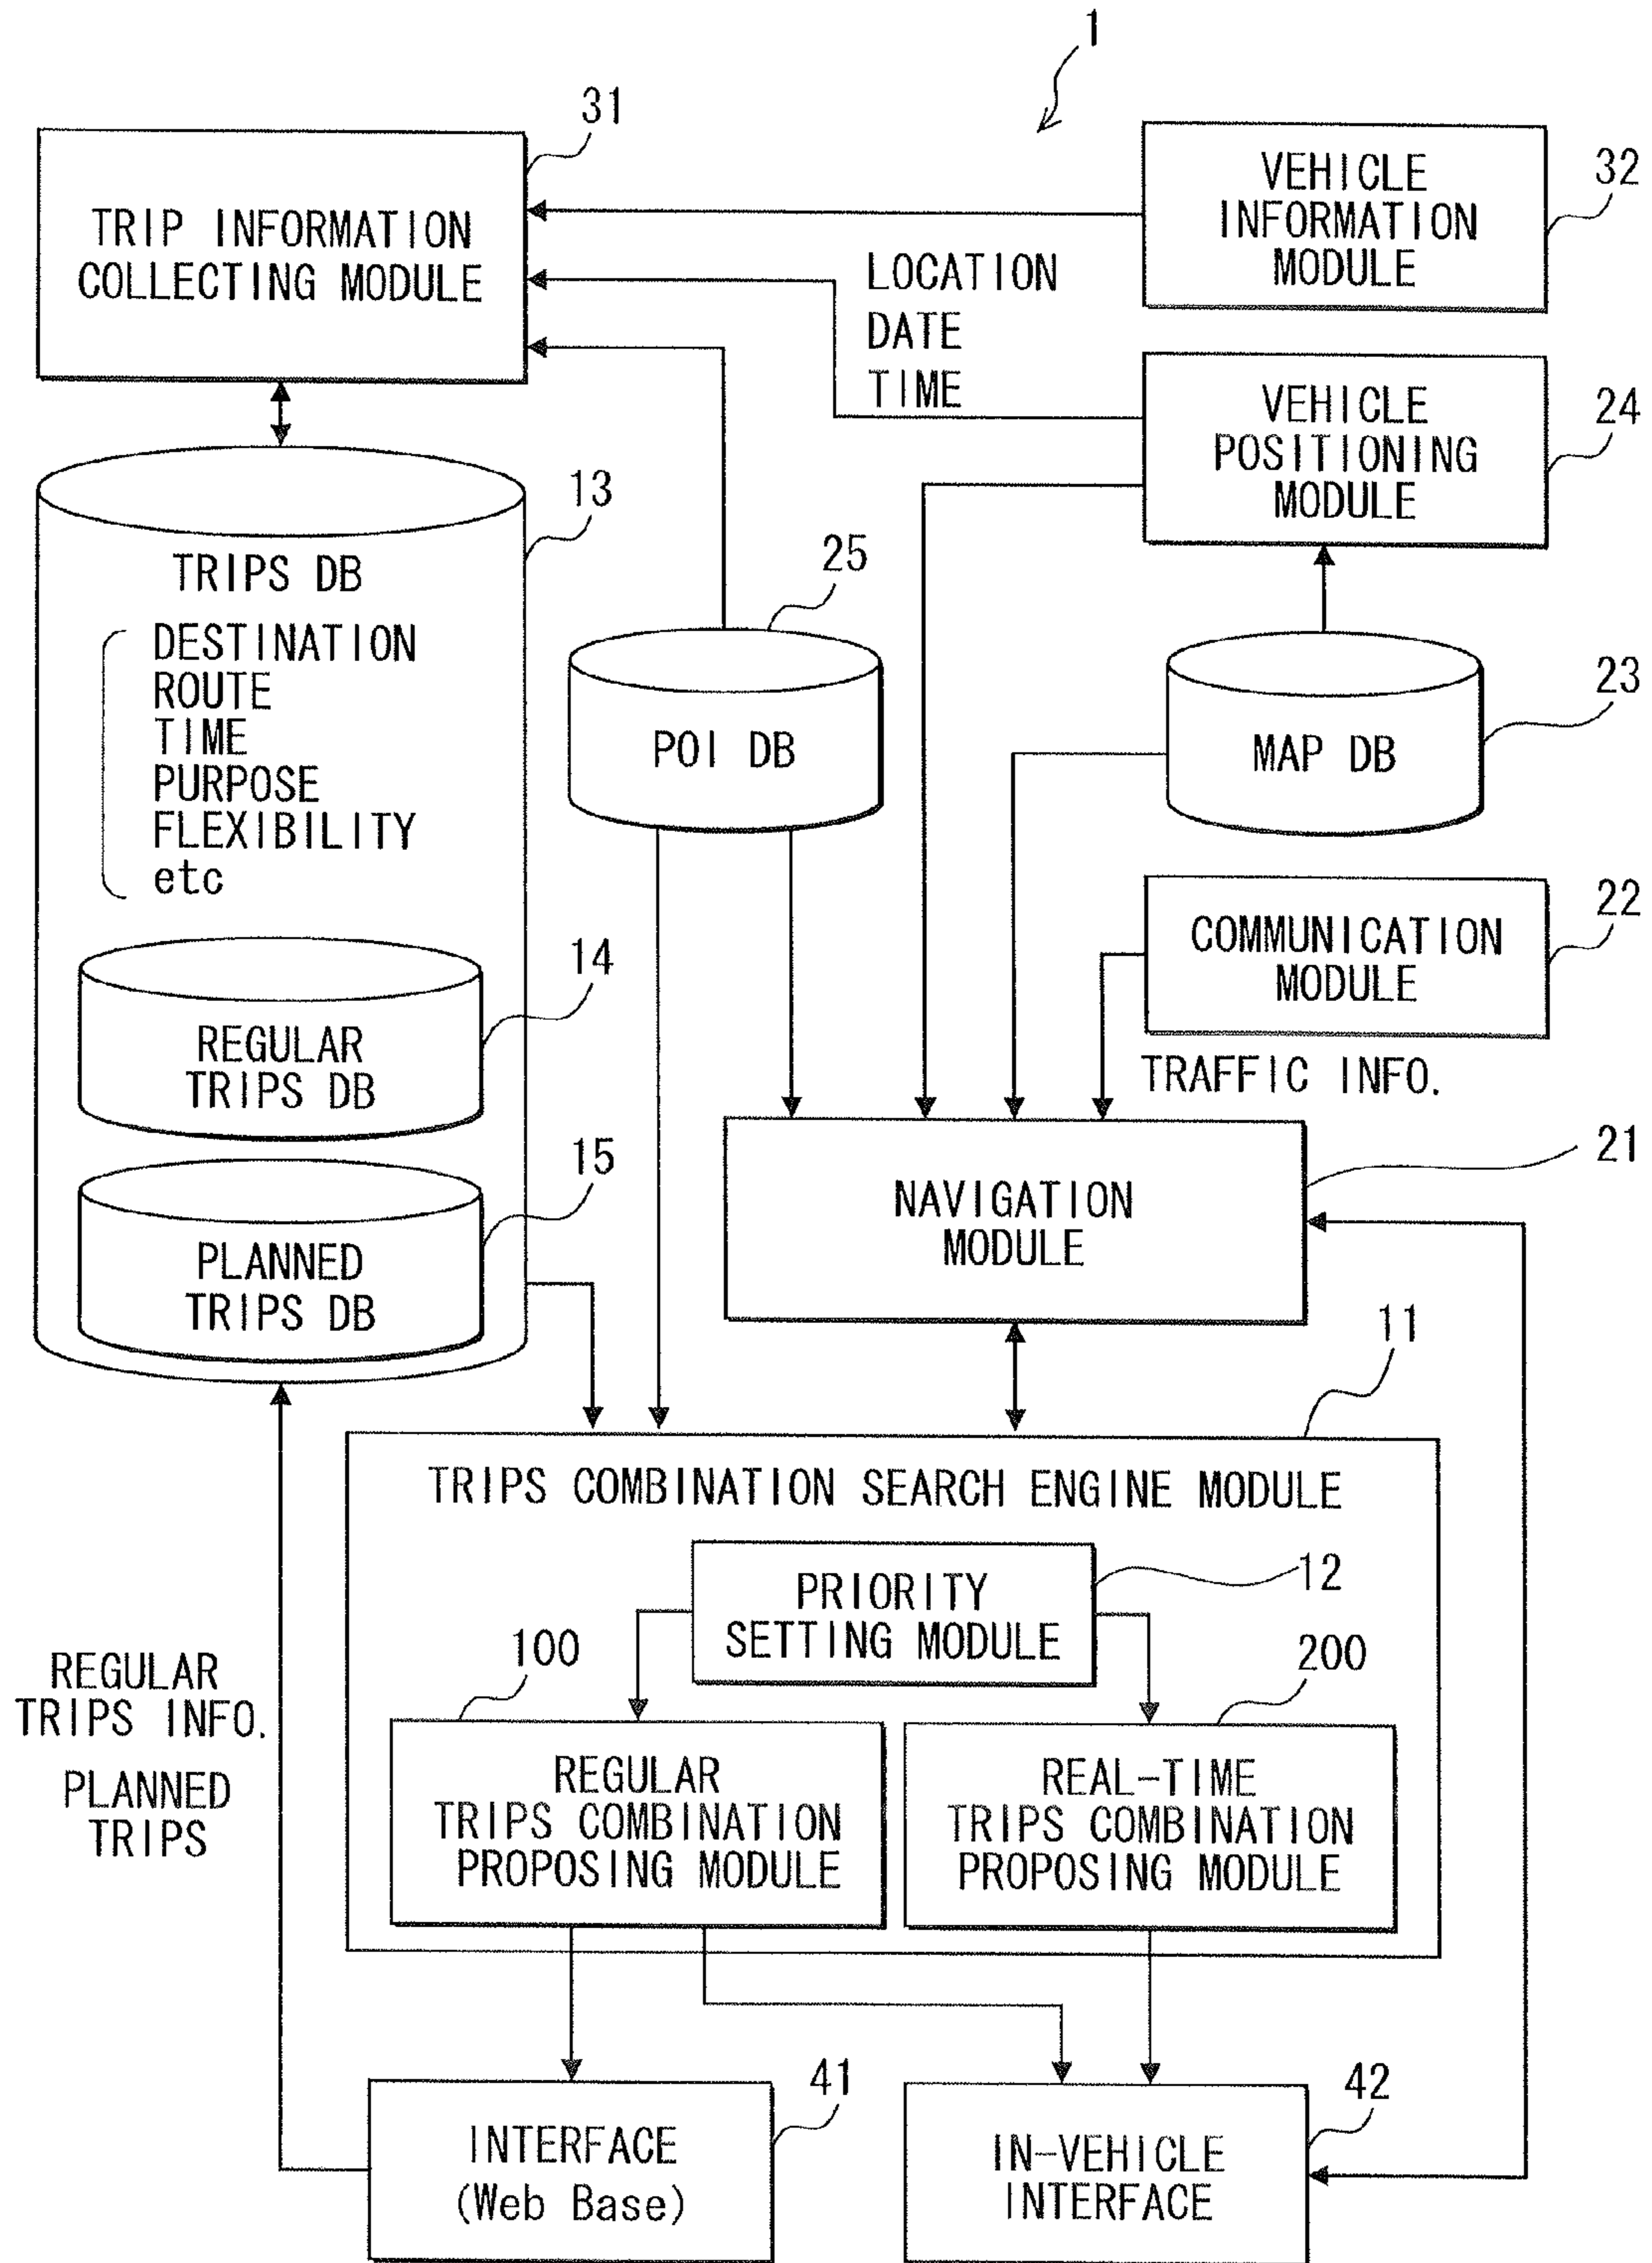 1
31
TRIP INFORMATION
COLLECTING MODULE
VEHICLE
INFORMATION
MODULE
32
LOCATION
DATE
TIME
VEHICLE
POSITIONING
MODULE
24
13
TRIPS DB
DESTINATION
ROUTE
TIME
PURPOSE
FLEXIBILITY
etc
25
POI DB
MAP DB
23
COMMUNICATION
MODULE
22
TRAFFIC INFO.
14
REGULAR
TRIPS DB
15
PLANNED
TRIPS DB
NAVIGATION
MODULE
21
11
TRIPS COMBINATION SEARCH ENGINE MODULE
PRIORITY
SETTING MODULE
12
100
REGULAR
TRIPS COMBINATION
PROPOSING MODULE
200
REAL-TIME
TRIPS COMBINATION
PROPOSING MODULE
REGULAR
TRIPS INFO.
PLANNED
TRIPS
41
INTERFACE
(Web Base)
42
IN-VEHICLE
INTERFACE